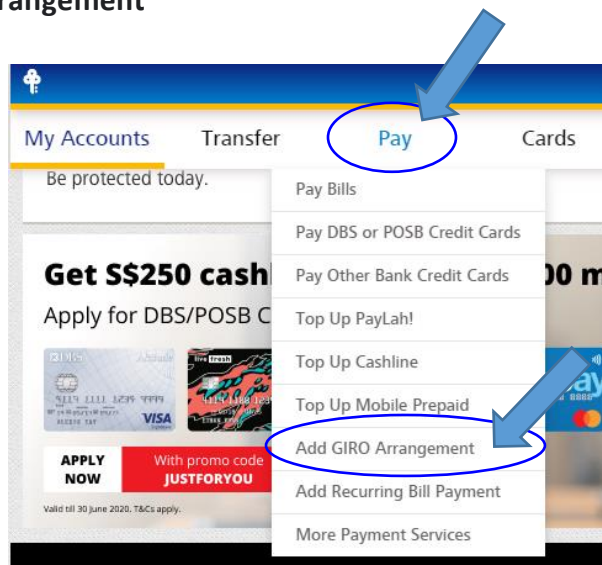 rangement
My Accounts Transfer Pay Cards
Be protected today.
Pay Bills
Pay DBS or POSB Credit Cards
Pay Other Bank Credit Cards
Top Up PayLah!
Top Up Cashline
Top Up Mobile Prepaid
Add GIRO Arrangement
Add Recurring Bill Payment
More Payment Services
Get S$250 cash
00 m
Apply for DBS/POSB C
live fresh
VISA
APPLY
NOW
With promo code
JUSTFORYOU
Valid till 30 June 2020. T&Cs apply.